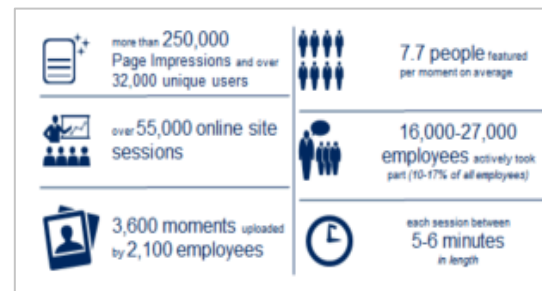 more than 250,000
Page Impressions and over
32,000 unique users
over 55,000 online site
sessions
3,600 moments uploaded
by 2,100 employees
7.7 people featured
per moment on average
16,000-27,000
employees actively took
part (10-17% of all employees)
each session between
5-6 minutes
in length